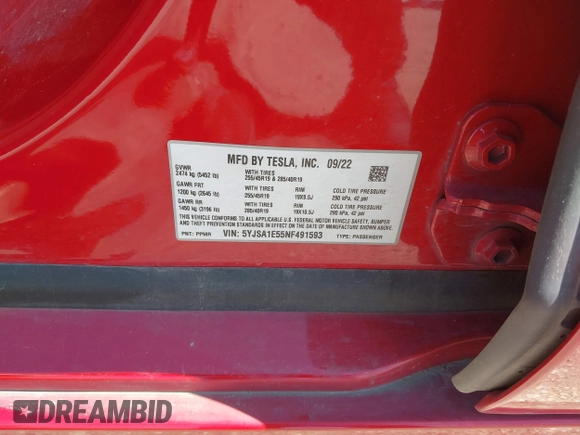 MFD BY TESLA, INC. 09/22
GVWR
2474 kg (5452 lb)
WITH TIRES
255/45R19 & 285/40R19
GAWR FRT
1200 kg (2645 lb)
WITH TIRES
255/45R19
RIM
19X9.5J
COLD TIRE PRESSURE
290 kPa, 42 psi
GAWR RR
1450 kg (3196 lb)
WITH TIRES
285/40R19
RIM
19X10.5J
COLD TIRE PRESSURE
290 kPa, 42 psi
THIS VEHICLE CONFORMS TO ALL APPLICABLE U.S. FEDERAL MOTOR VEHICLE SAFETY, BUMPER
AND THEFT PREVENTION STANDARDS IN EFFECT ON THE DATE OF MANUFACTURE SHOWN ABOVE.
PNT: PPMR VIN: 5YJSA1E55NF491593 TYPE: PASSENGER
DREAMBID